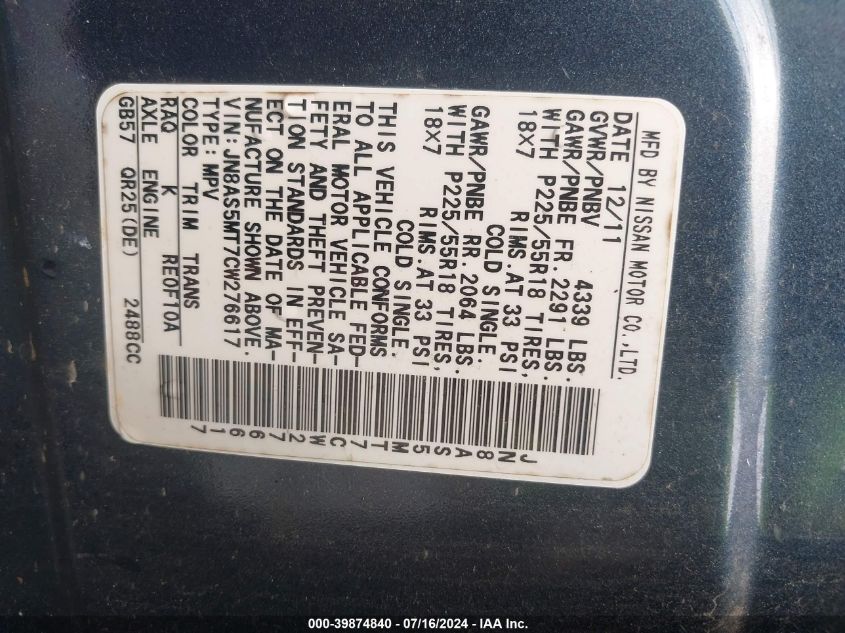 MFD BY NISSAN MOTOR CO.,LTD.
DATE 12/11
GVWR/PNBV 4339 LBS.
GAWR/PNBE FR. 2291 LBS.
WITH P225/55R18 TIRES,
18X7 RIMS AT 33 PSI
COLD SINGLE.
GAWR/PNBE RR. 2064 LBS.
WITH P225/55R18 TIRES,
18X7 RIMS AT 33 PSI
COLD SINGLE.
THIS VEHICLE CONFORMS
TO ALL APPLICABLE FED-
ERAL MOTOR VEHICLE SA-
FETY AND THEFT PREVEN-
TION STANDARDS IN EFF-
ECT ON THE DATE OF MA-
NUFACTURE SHOWN ABOVE.
VIN:JN8AS5MT7CW276617
TYPE:MPV
COLOR TRIM TRANS
RAQ K RE0F10A
AXLE ENGINE
GB57 QR25(DE) 2488CC
JN8AS5MT7CW276617
000-39874840 - 07/16/2024 - IAA Inc.